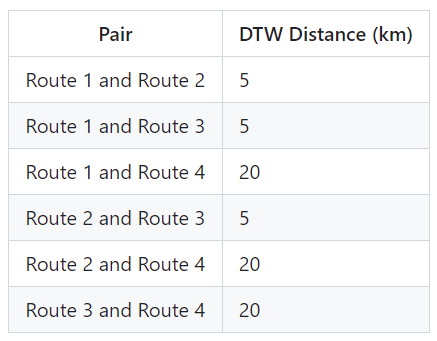 Pair DTW Distance (km)
Route 1 and Route 2 5
Route 1 and Route 3 5
Route 1 and Route 4 20
Route 2 and Route 3 5
Route 2 and Route 4 20
Route 3 and Route 4 20